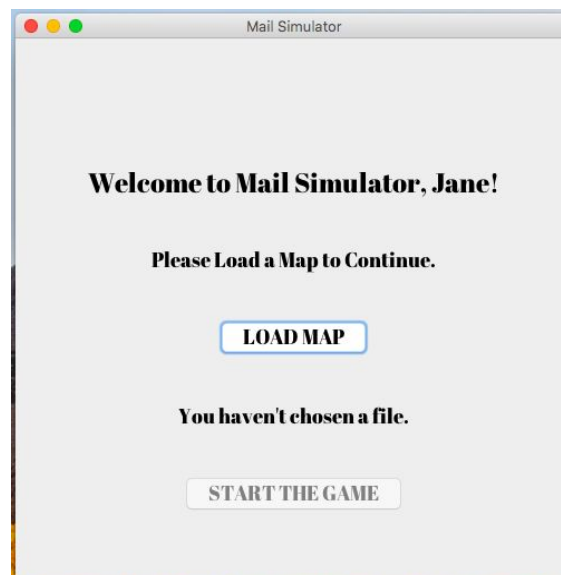 Mail Simulator
Welcome to Mail Simulator, Jane!
Please Load a Map to Continue.
LOAD MAP
You haven't chosen a file.
START THE GAME